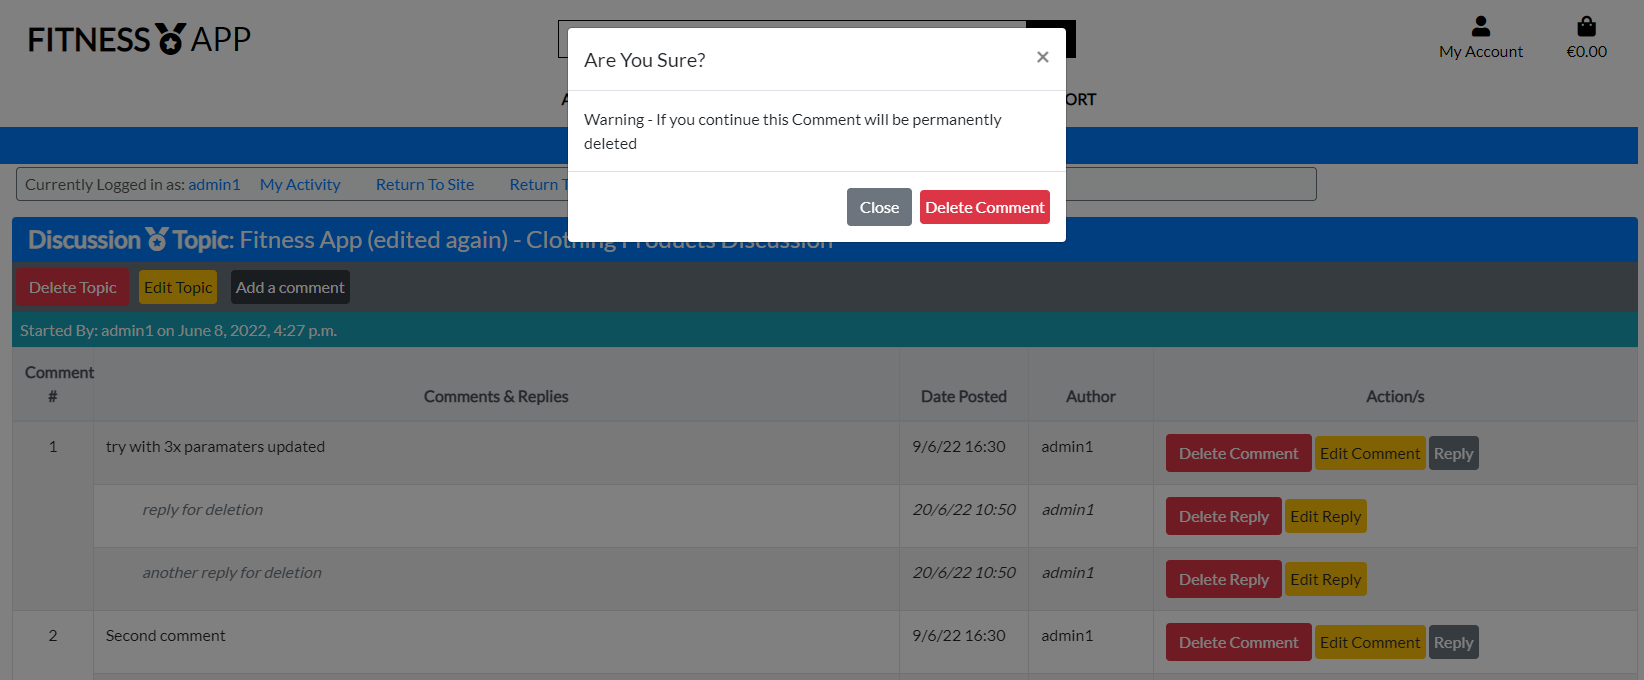 FITNESS APP
My Account
€0.00
Are You Sure?
×
ORT
Warning - If you continue this Comment will be permanently
deleted
Currently Logged in as: admin1 My Activity Return To Site Return
Close Delete Comment
Discussion Topic: Fitness App (edited again) - Clothing Products Discussion
Delete Topic Edit Topic Add a comment
Started By: admin1 on June 8, 2022, 4:27 p.m.
Comment
# Comments & Replies Date Posted Author Action/s
1 try with 3x paramaters updated 9/6/22 16:30 admin1 Delete Comment Edit Comment Reply
reply for deletion 20/6/22 10:50 admin1 Delete Reply Edit Reply
another reply for deletion 20/6/22 10:50 admin1 Delete Reply Edit Reply
2 Second comment 9/6/22 16:30 admin1 Delete Comment Edit Comment Reply